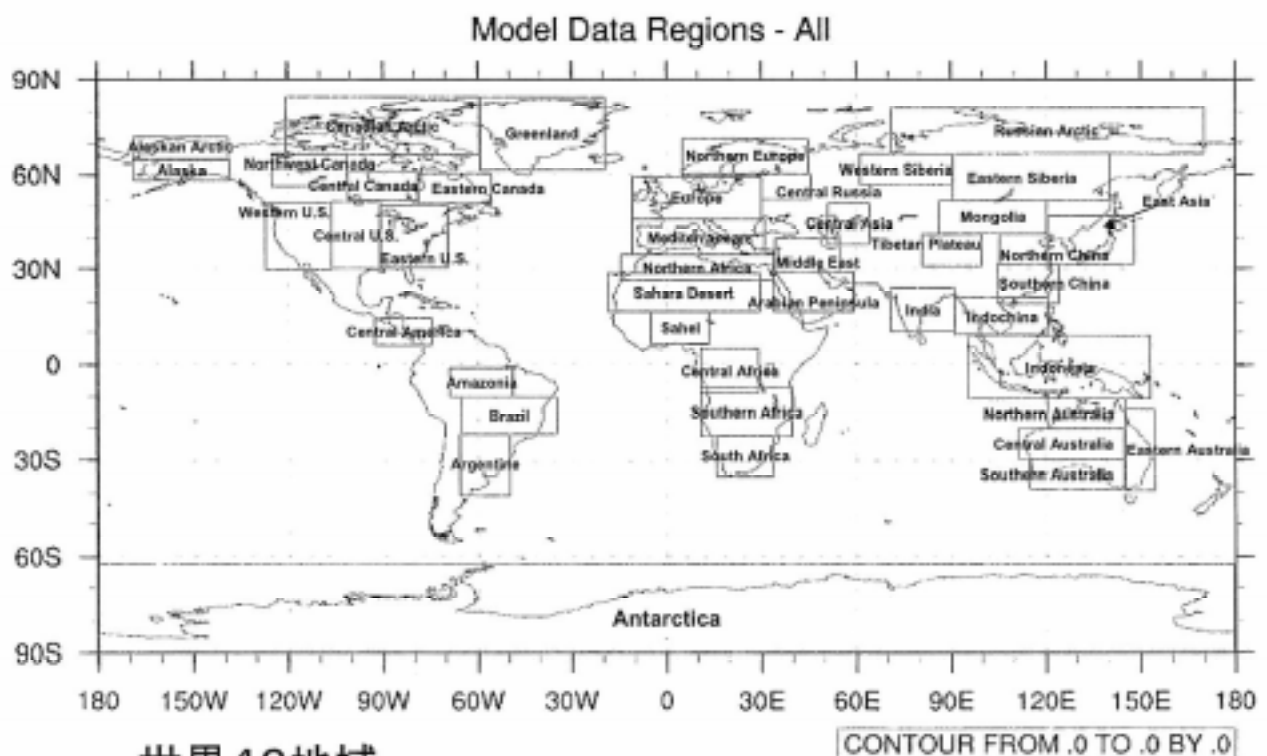 Model Data Regions - All
90N
60N
30N
0
30S
60S
90S
Canadian Arctic
Greenland
Russian Arctic
Alaskan Arctic
Northern Europe
Northwest Canada
Alaska
Western Siberia
Eastern Siberia
Central Canada
Eastern Canada
Central Russia
Europe
East Asia
Western U.S.
Mongolia
Central Asia
Central U.S.
Mediterranean
Tibetan Plateau
Northern China
Eastern U.S.
Middle East
Northern Africa
Southern China
Sahara Desert
Arabian Peninsula
India
Indochina
Central America
Sahel
Indonesia
Central Africa
Amazonia
Brazil
Southern Africa
Northern Australia
Central Australia
Eastern Australia
South Africa
Argentine
Southern Australia
Antarctica
180 150W 120W 90W 60W 30W 0 30E 60E 90E 120E 150E 180
CONTOUR FROM .0 TO .0 BY .0